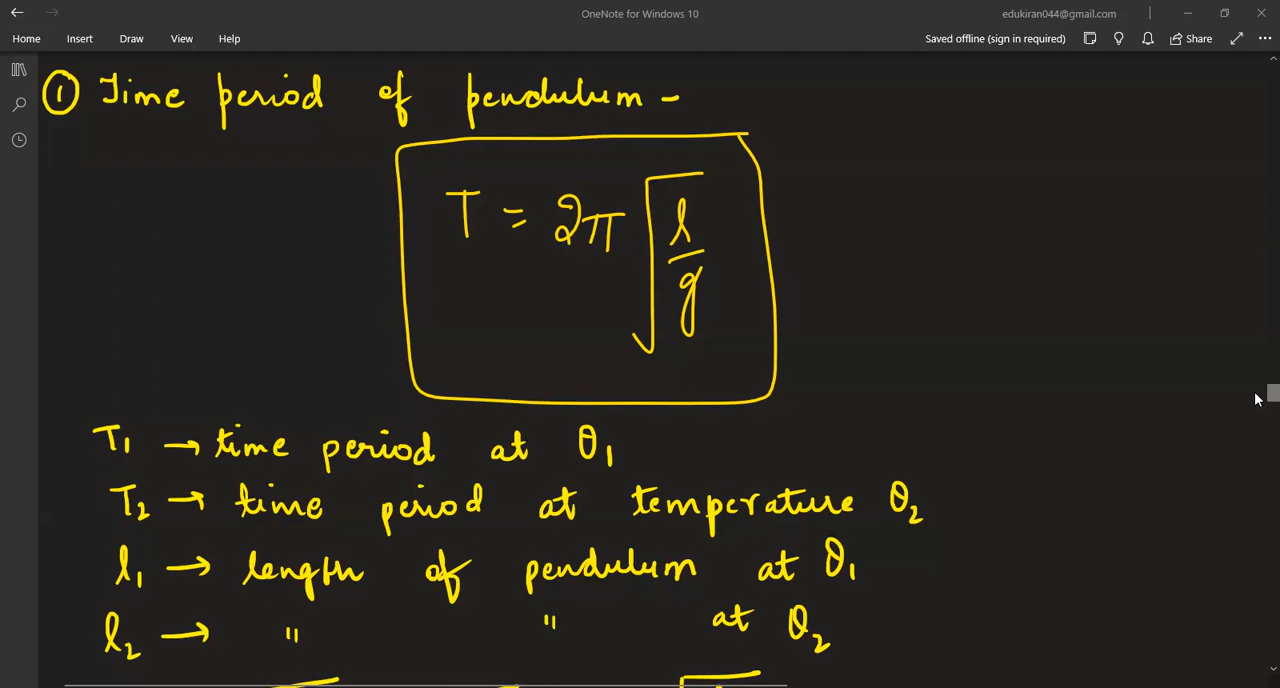 OneNote for Windows 10
edukiran044@gmail.com
Home Insert Draw View Help
Saved offline (sign in required) Share
① Time period of pendulum -
T = 2π √(l/g)
T₁ → time period at θ₁
T₂ → time period at temperature θ₂
l₁ → length of pendulum at θ₁
l₂ → " " at θ₂